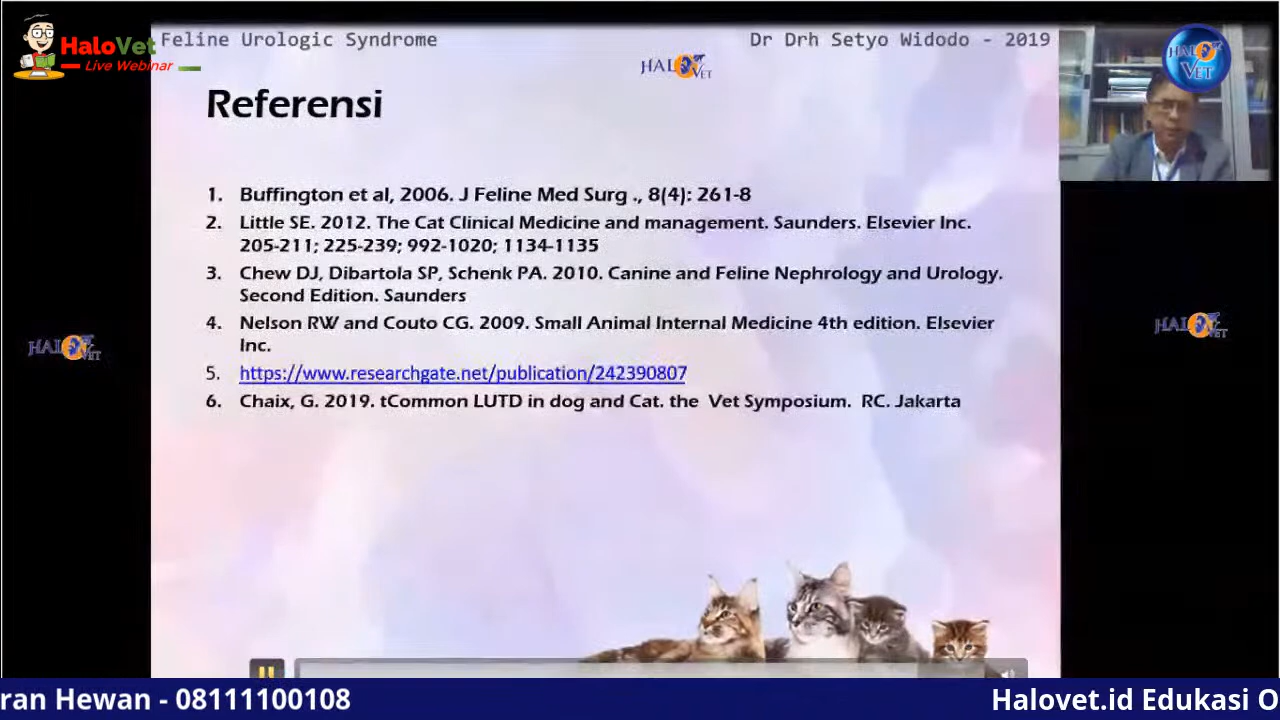 HaloVet
Live Webinar
Feline Urologic Syndrome
Dr Drh Setyo Widodo - 2019
HALOVET
HALO
VET
Referensi
1. Buffington et al, 2006. J Feline Med Surg ., 8(4): 261-8
2. Little SE. 2012. The Cat Clinical Medicine and management. Saunders. Elsevier Inc.
205-211; 225-239; 992-1020; 1134-1135
3. Chew DJ, Dibartola SP, Schenk PA. 2010. Canine and Feline Nephrology and Urology.
Second Edition. Saunders
4. Nelson RW and Couto CG. 2009. Small Animal Internal Medicine 4th edition. Elsevier
Inc.
5. https://www.researchgate.net/publication/242390807
6. Chaix, G. 2019. tCommon LUTD in dog and Cat. the Vet Symposium. RC. Jakarta
HALOVET
HALOVET
ran Hewan - 08111100108
Halovet.id Edukasi O